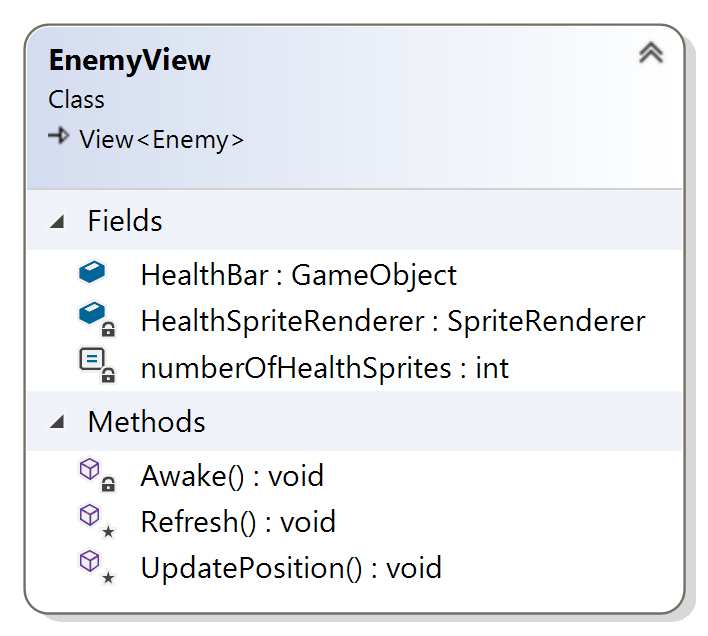 EnemyView
Class
View<Enemy>
Fields
HealthBar : GameObject
HealthSpriteRenderer : SpriteRenderer
numberOfHealthSprites : int
Methods
Awake() : void
Refresh() : void
UpdatePosition() : void